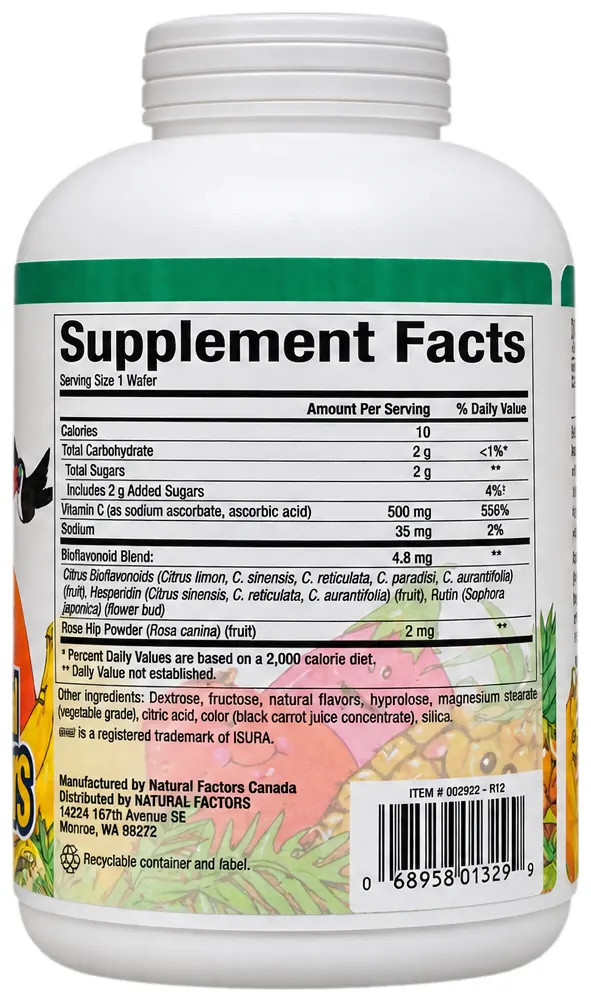 Supplement Facts
Serving Size 1 Wafer
Amount Per Serving % Daily Value
Calories 10
Total Carbohydrate 2 g <1%*
Total Sugars 2 g **
Includes 2 g Added Sugars 4%‡
Vitamin C (as sodium ascorbate, ascorbic acid) 500 mg 556%
Sodium 35 mg 2%
Bioflavonoid Blend: 4.8 mg **
Citrus Bioflavonoids (Citrus limon, C. sinensis, C. reticulata, C. paradisi, C. aurantifolia)
(fruit), Hesperidin (Citrus sinensis, C. reticulata, C. aurantifolia) (fruit), Rutin (Sophora
japonica) (flower bud)
Rose Hip Powder (Rosa canina) (fruit) 2 mg **
* Percent Daily Values are based on a 2,000 calorie diet.
** Daily Value not established.
Other ingredients: Dextrose, fructose, natural flavors, hyprolose, magnesium stearate
(vegetable grade), citric acid, color (black carrot juice concentrate), silica.
is a registered trademark of ISURA.
Manufactured by Natural Factors Canada
Distributed by NATURAL FACTORS
14224 167th Avenue SE
Monroe, WA 98272
Recyclable container and label.
ITEM # 002922 - R12
0 68958 01329 9